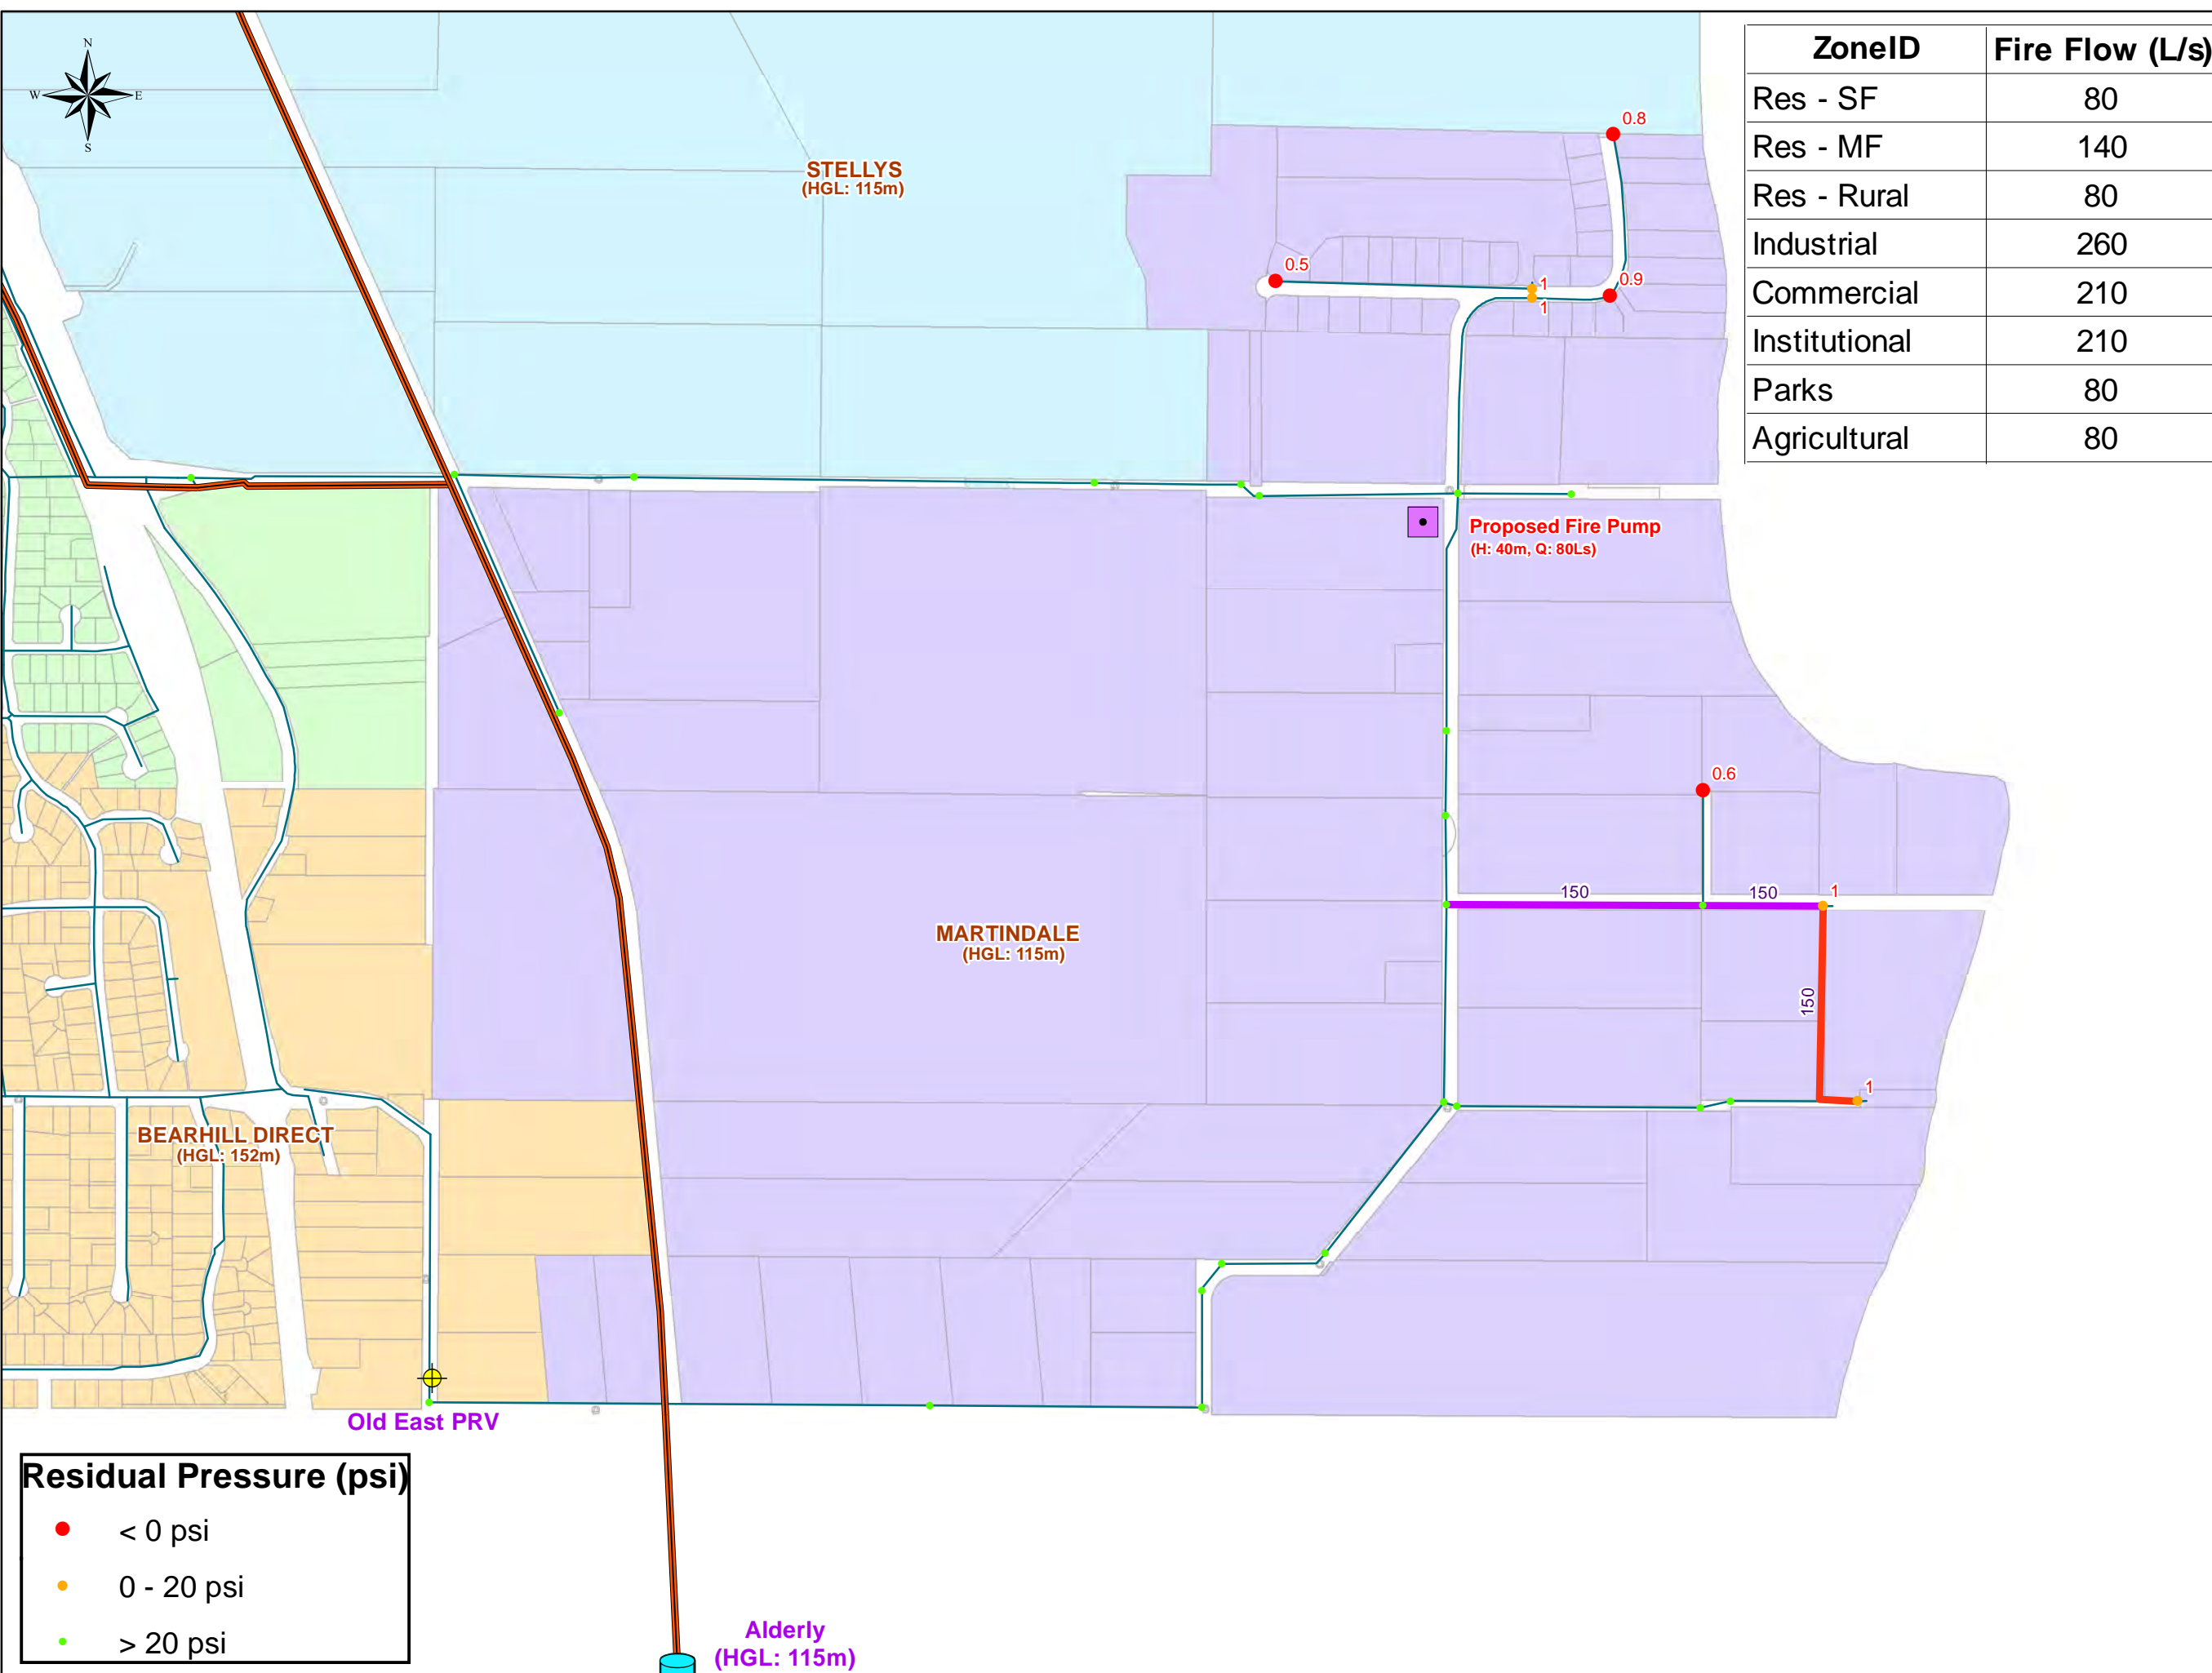 N
W E
S
ZoneID Fire Flow (L/s)
Res - SF 80
Res - MF 140
Res - Rural 80
Industrial 260
Commercial 210
Institutional 210
Parks 80
Agricultural 80
0.8
STELLYS
(HGL: 115m)
0.5
1
0.9
1
Proposed Fire Pump
(H: 40m, Q: 80Ls)
0.6
150
150
1
MARTINDALE
(HGL: 115m)
150
1
BEARHILL DIRECT
(HGL: 152m)
Old East PRV
Residual Pressure (psi)
< 0 psi
0 - 20 psi
> 20 psi
Alderly
(HGL: 115m)